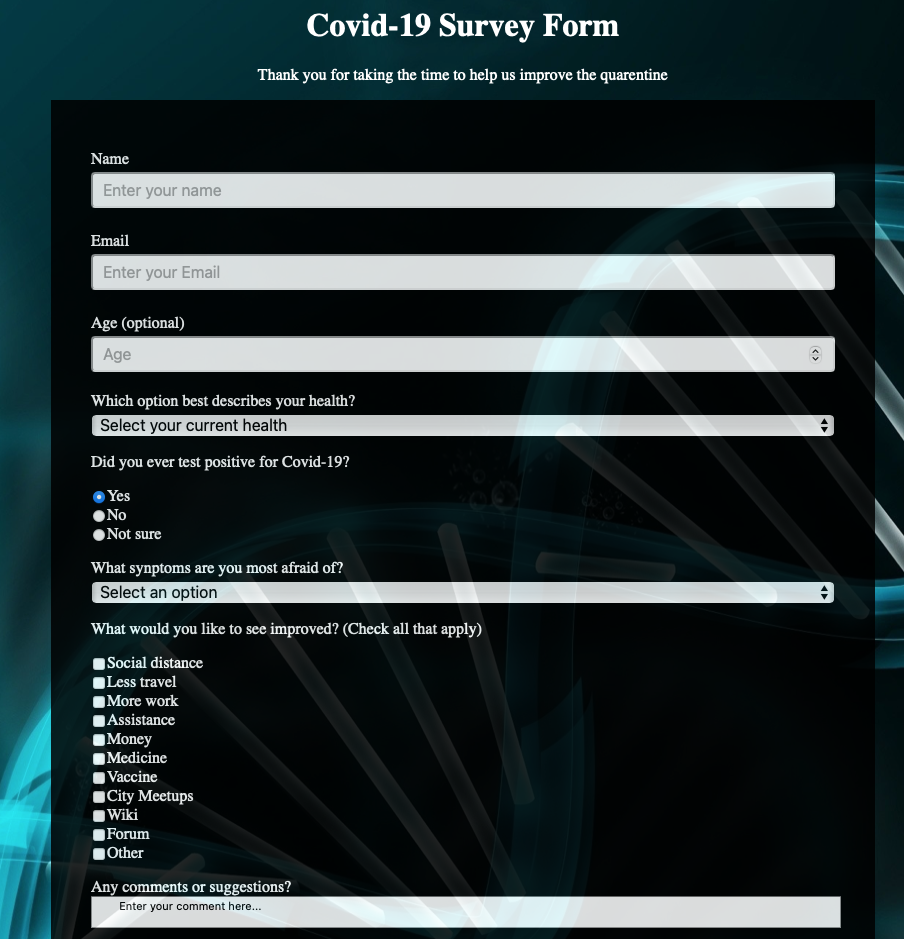 Covid-19 Survey Form
Thank you for taking the time to help us improve the quarentine
Name
Enter your name
Email
Enter your Email
Age (optional)
Age
Which option best describes your health?
Select your current health
Did you ever test positive for Covid-19?
Yes
No
Not sure
What synptoms are you most afraid of?
Select an option
What would you like to see improved? (Check all that apply)
Social distance
Less travel
More work
Assistance
Money
Medicine
Vaccine
City Meetups
Wiki
Forum
Other
Any comments or suggestions?
Enter your comment here...